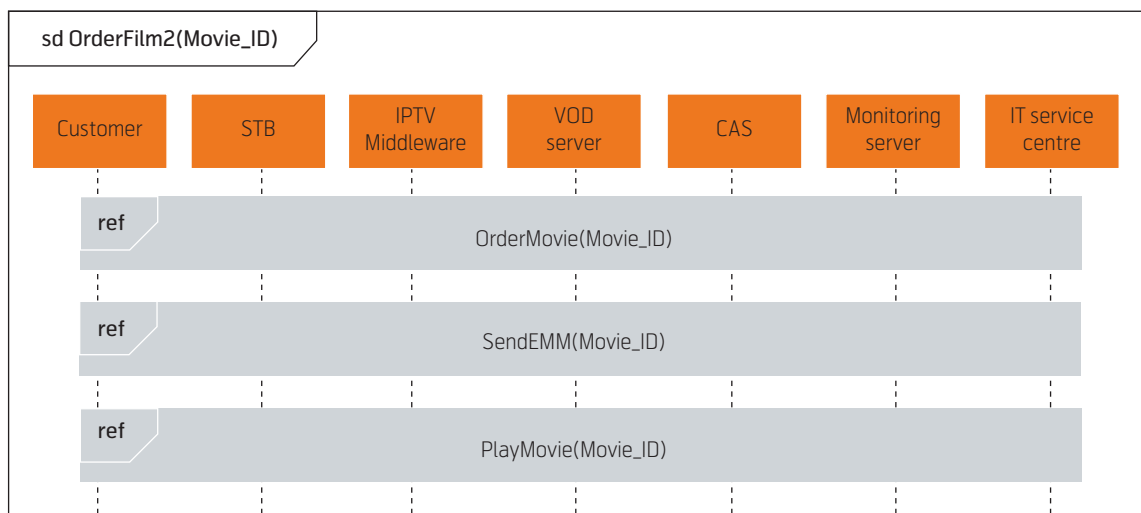 sd OrderFilm2(Movie_ID)
Customer
STB
IPTV
Middleware
VOD
server
CAS
Monitoring
server
IT service
centre
ref
OrderMovie(Movie_ID)
ref
SendEMM(Movie_ID)
ref
PlayMovie(Movie_ID)